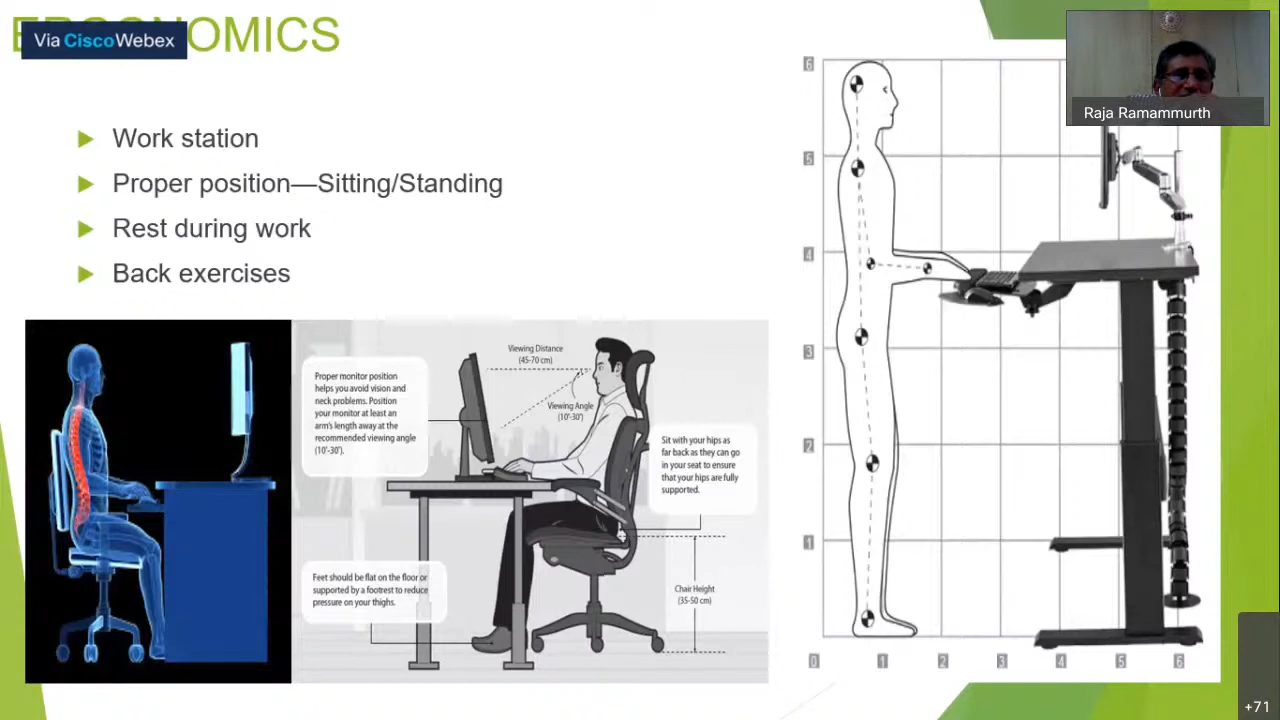 ERGONOMICS
Via Cisco Webex
Raja Ramammurth
Work station
Proper position—Sitting/Standing
Rest during work
Back exercises
Viewing Distance
(45-70 cm)
Viewing Angle
(10'-30')
Proper monitor position
helps you avoid vision and
neck problems. Position
your monitor at least an
arm's length away at the
recommended viewing angle
(10'-30').
Sit with your hips as
far back as they can go
in your seat to ensure
that your hips are fully
supported.
Feet should be flat on the floor or
supported by a footrest to reduce
pressure on your thighs.
Chair Height
(35-50 cm)
6
5
4
3
2
1
0 1 2 3 4 5 6
+71